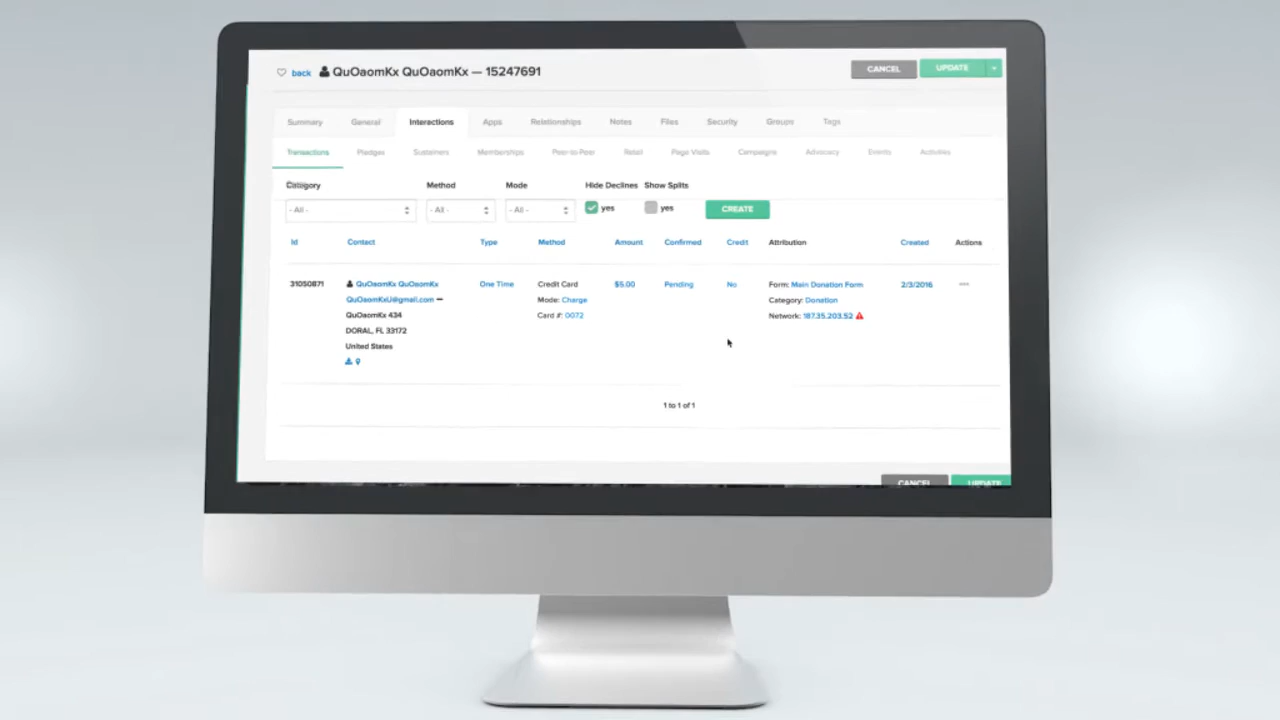 back QuOaomKx QuOaomKx — 15247691 CANCEL UPDATE
Summary General Interactions Apps Relationships Notes Files Security Groups Tags
Transactions Pledges Sustainers Memberships Peer-to-Peer Retail Page Visits Campaigns Advocacy Events Activities
Category Method Mode Hide Declines Show Splits
- All - - All - - All - yes yes CREATE
Id Contact Type Method Amount Confirmed Credit Attribution Created Actions
31050871 QuOaomKx QuOaomKx One Time Credit Card $5.00 Pending No Form: Main Donation Form 2/3/2016
QuOaomKxU@gmail.com Mode: Charge Category: Donation
QuOaomKx 434 Card #: 0072 Network: 187.35.203.52
DORAL, FL 33172
United States
1 to 1 of 1
CANCEL UPDATE